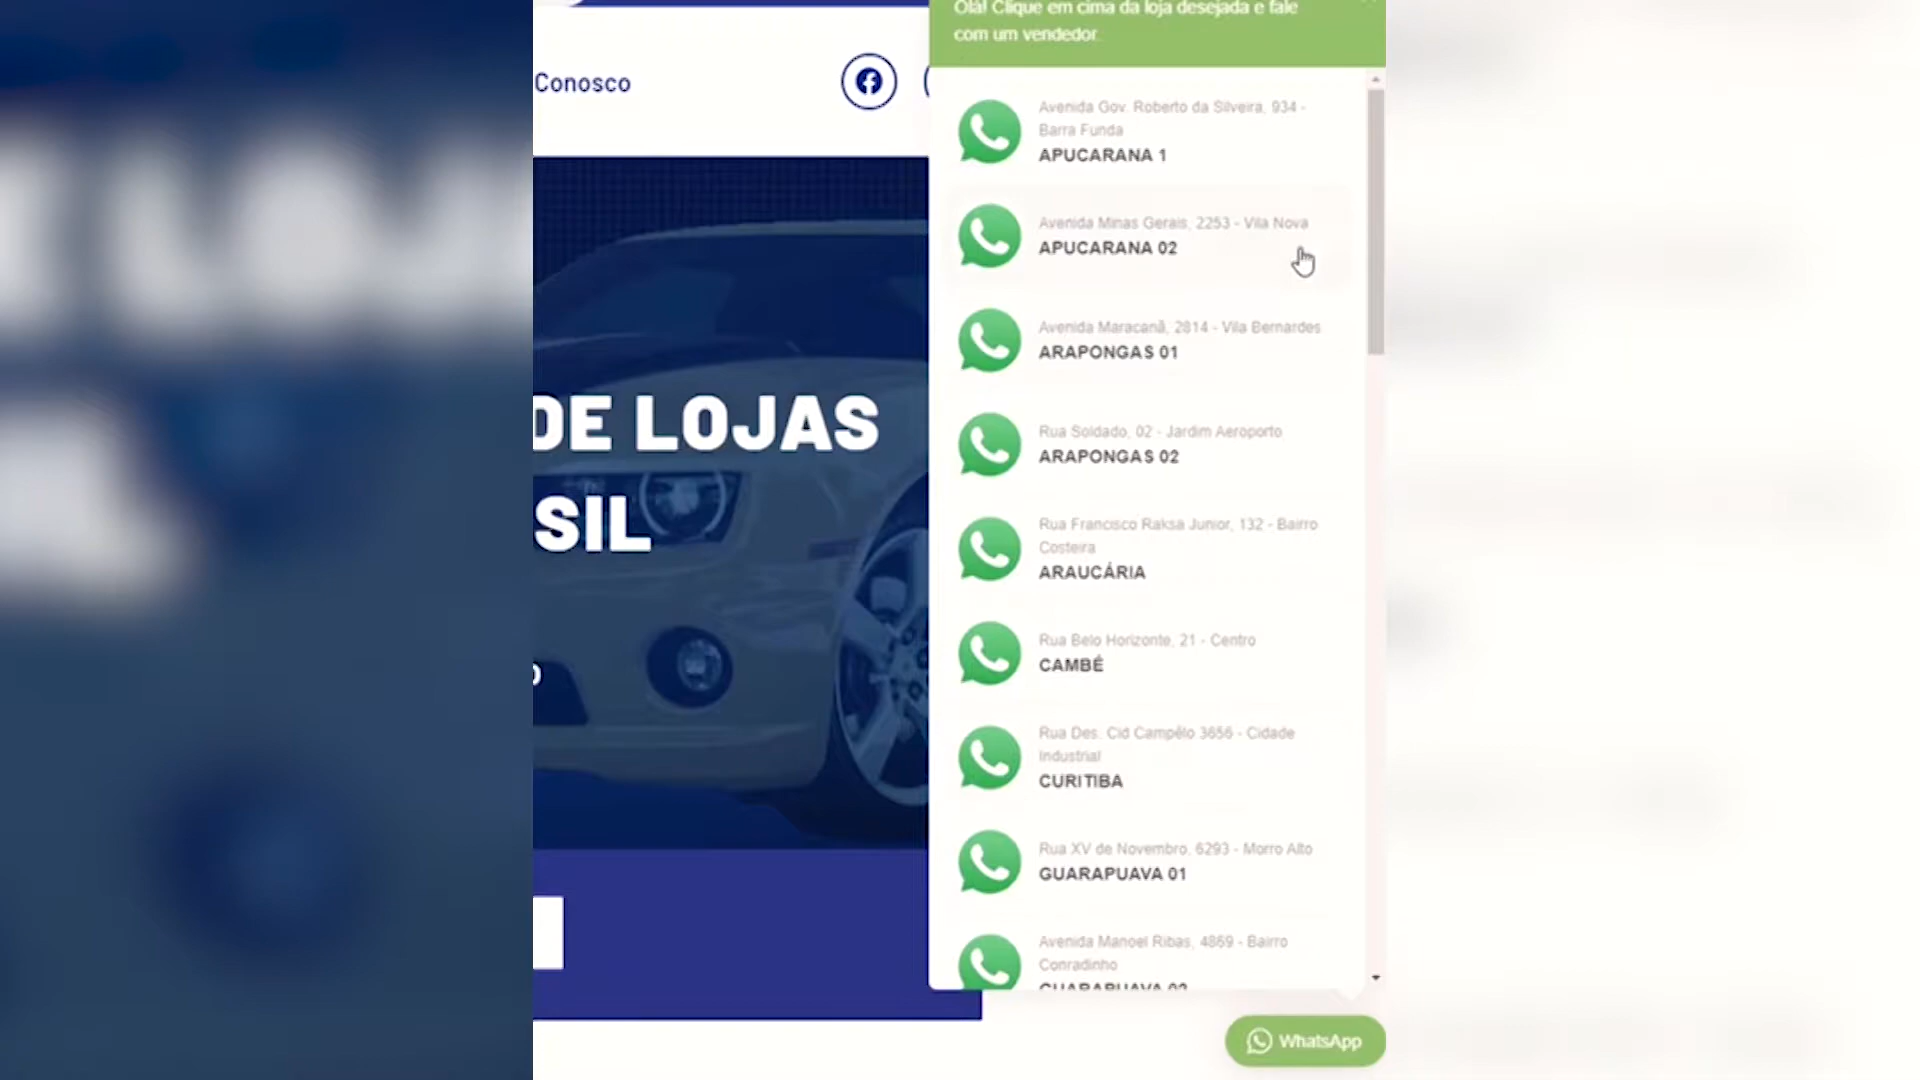 Conosco
DE LOJAS
SIL
Olá! Clique em cima da loja desejada e fale
com um vendedor.
Avenida Gov. Roberto da Silveira, 934 -
Barra Funda
APUCARANA 1
Avenida Minas Gerais, 2253 - Vila Nova
APUCARANA 02
Avenida Maracanã, 2814 - Vila Bernardes
ARAPONGAS 01
Rua Soldado, 02 - Jardim Aeroporto
ARAPONGAS 02
Rua Francisco Raksa Junior, 132 - Bairro
Costeira
ARAUCÁRIA
Rua Belo Horizonte, 21 - Centro
CAMBÉ
Rua Des. Cid Campêlo 3656 - Cidade
Industrial
CURITIBA
Rua XV de Novembro, 6293 - Morro Alto
GUARAPUAVA 01
Avenida Manoel Ribas, 4869 - Bairro
Conradinho
GUARAPUAVA 02
WhatsApp